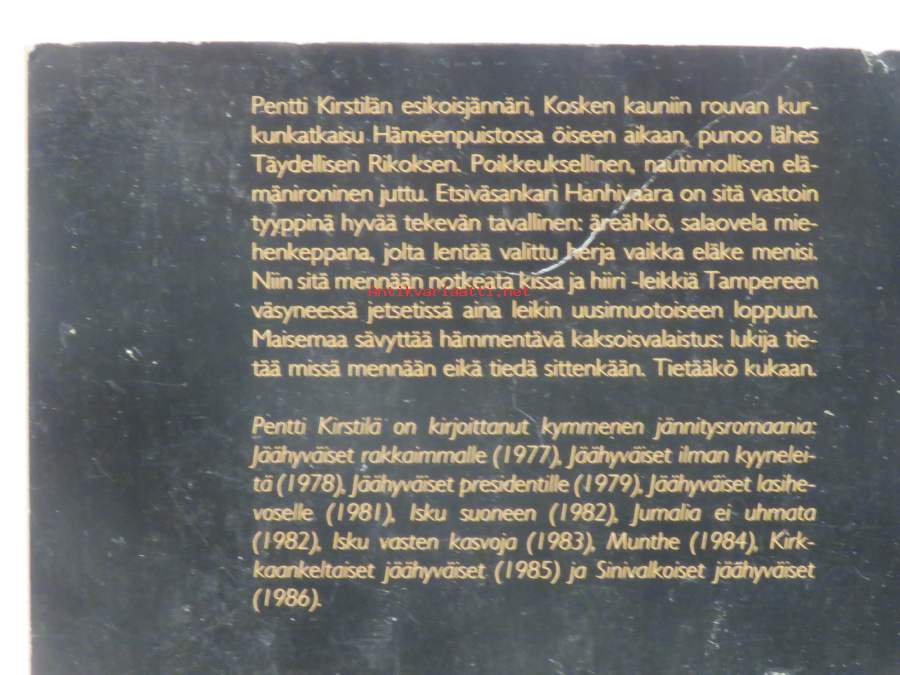 Pentti Kirstilän esikoisjännäri, Kosken kauniin rouvan kur-
kunkatkaisu Hämeenpuistossa öiseen aikaan, punoo lähes
Täydellisen Rikoksen. Poikkeuksellinen, nautinnollisen elä-
mänironinen juttu. Etsiväsankari Hanhivaara on sitä vastoin
tyyppinä hyvää tekevän tavallinen: äreähkö, salaovela mie-
henkeppana, jolta lentää valittu herja vaikka eläke menisi.
Niin sitä mennään notkeata kissa ja hiiri -leikkiä Tampereen
Antikvariaatti.net
väsyneessä jetsetissä aina leikin uusimuotoiseen loppuun.
Maisemaa sävyttää hämmentävä kaksoisvalaistus: lukija tie-
tää missä mennään eikä tiedä sittenkään. Tietääkö kukaan.
Pentti Kirstilä on kirjoittanut kymmenen jännitysromaania:
Jäähyväiset rakkaimmalle (1977), Jäähyväiset ilman kyynelei-
tä (1978), Jäähyväiset presidentille (1979), Jäähyväiset lasihe-
voselle (1981), Isku suoneen (1982), Jumalia ei uhmata
(1982), Isku vasten kasvoja (1983), Munthe (1984), Kirk-
kaankeltaiset jäähyväiset (1985) ja Sinivalkoiset jäähyväiset
(1986).